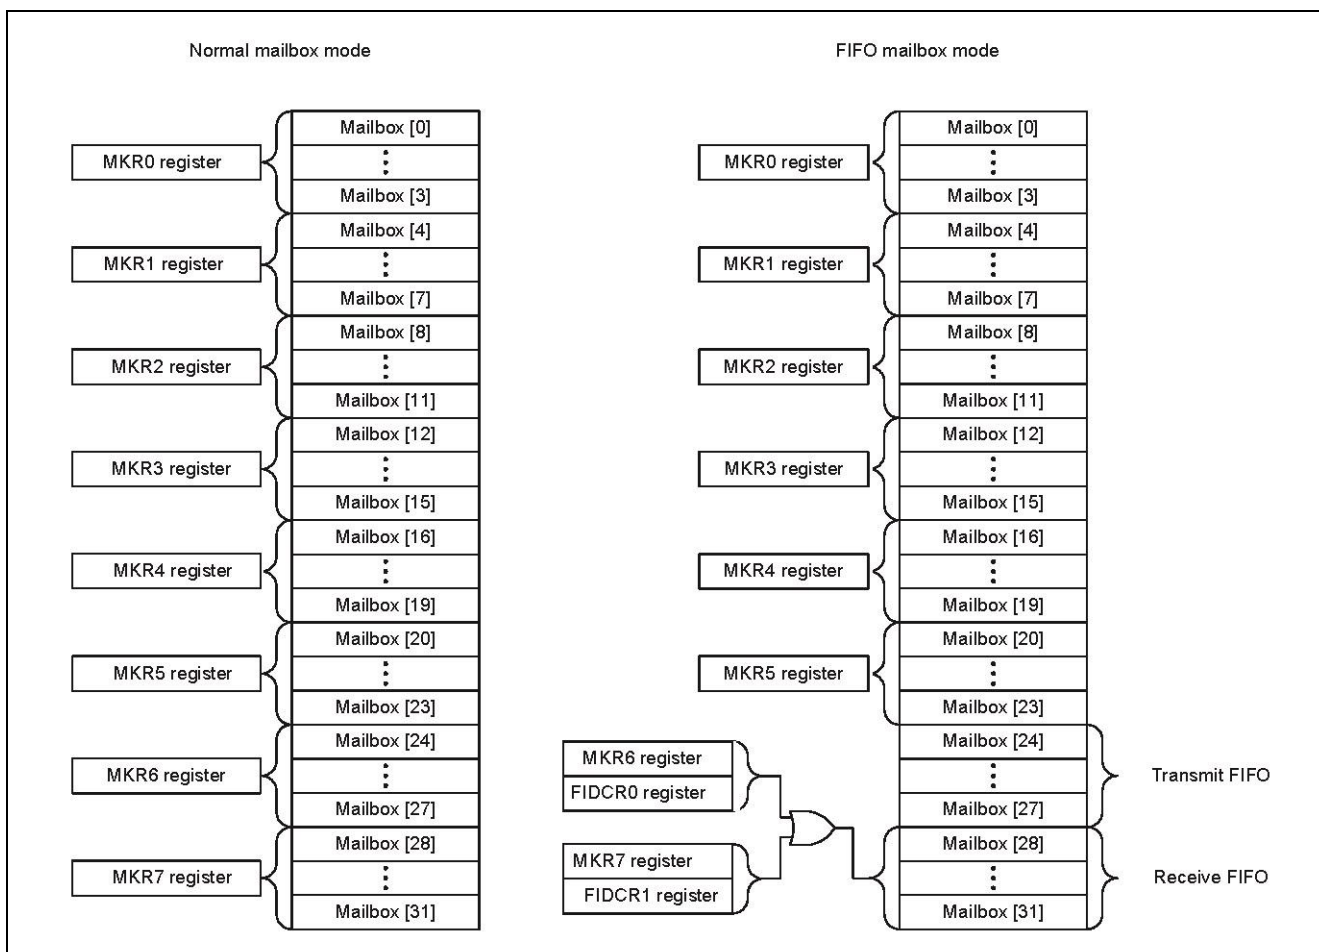 Normal mailbox mode
MKR0 register
Mailbox [0]
Mailbox [3]
MKR1 register
Mailbox [4]
Mailbox [7]
MKR2 register
Mailbox [8]
Mailbox [11]
MKR3 register
Mailbox [12]
Mailbox [15]
MKR4 register
Mailbox [16]
Mailbox [19]
MKR5 register
Mailbox [20]
Mailbox [23]
MKR6 register
Mailbox [24]
Mailbox [27]
MKR7 register
Mailbox [28]
Mailbox [31]
FIFO mailbox mode
MKR0 register
Mailbox [0]
Mailbox [3]
MKR1 register
Mailbox [4]
Mailbox [7]
MKR2 register
Mailbox [8]
Mailbox [11]
MKR3 register
Mailbox [12]
Mailbox [15]
MKR4 register
Mailbox [16]
Mailbox [19]
MKR5 register
Mailbox [20]
Mailbox [23]
MKR6 register
FIDCR0 register
Mailbox [24]
Mailbox [27]
Transmit FIFO
MKR7 register
FIDCR1 register
Mailbox [28]
Mailbox [31]
Receive FIFO